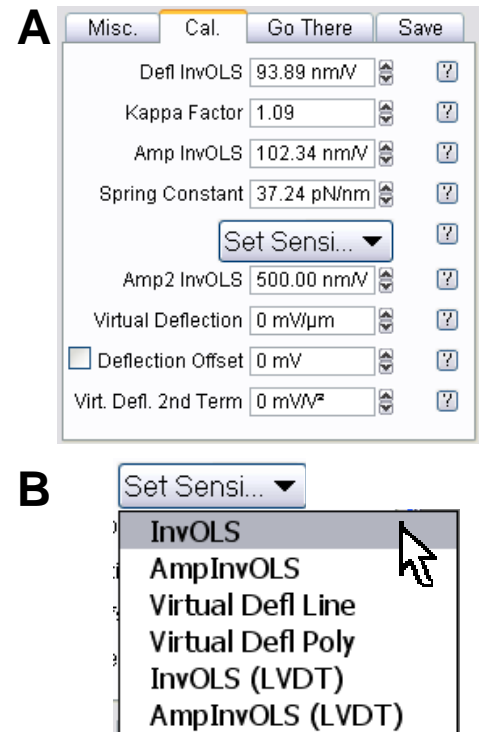 A
Misc. Cal. Go There Save
Defl InvOLS 93.89 nm/V ?
Kappa Factor 1.09 ?
Amp InvOLS 102.34 nm/V ?
Spring Constant 37.24 pN/nm ?
Set Sensi... ?
Amp2 InvOLS 500.00 nm/V ?
Virtual Deflection 0 mV/µm ?
Deflection Offset 0 mV ?
Virt. Defl. 2nd Term 0 mV/V² ?
B
Set Sensi...
InvOLS
AmpInvOLS
Virtual Defl Line
Virtual Defl Poly
InvOLS (LVDT)
AmpInvOLS (LVDT)